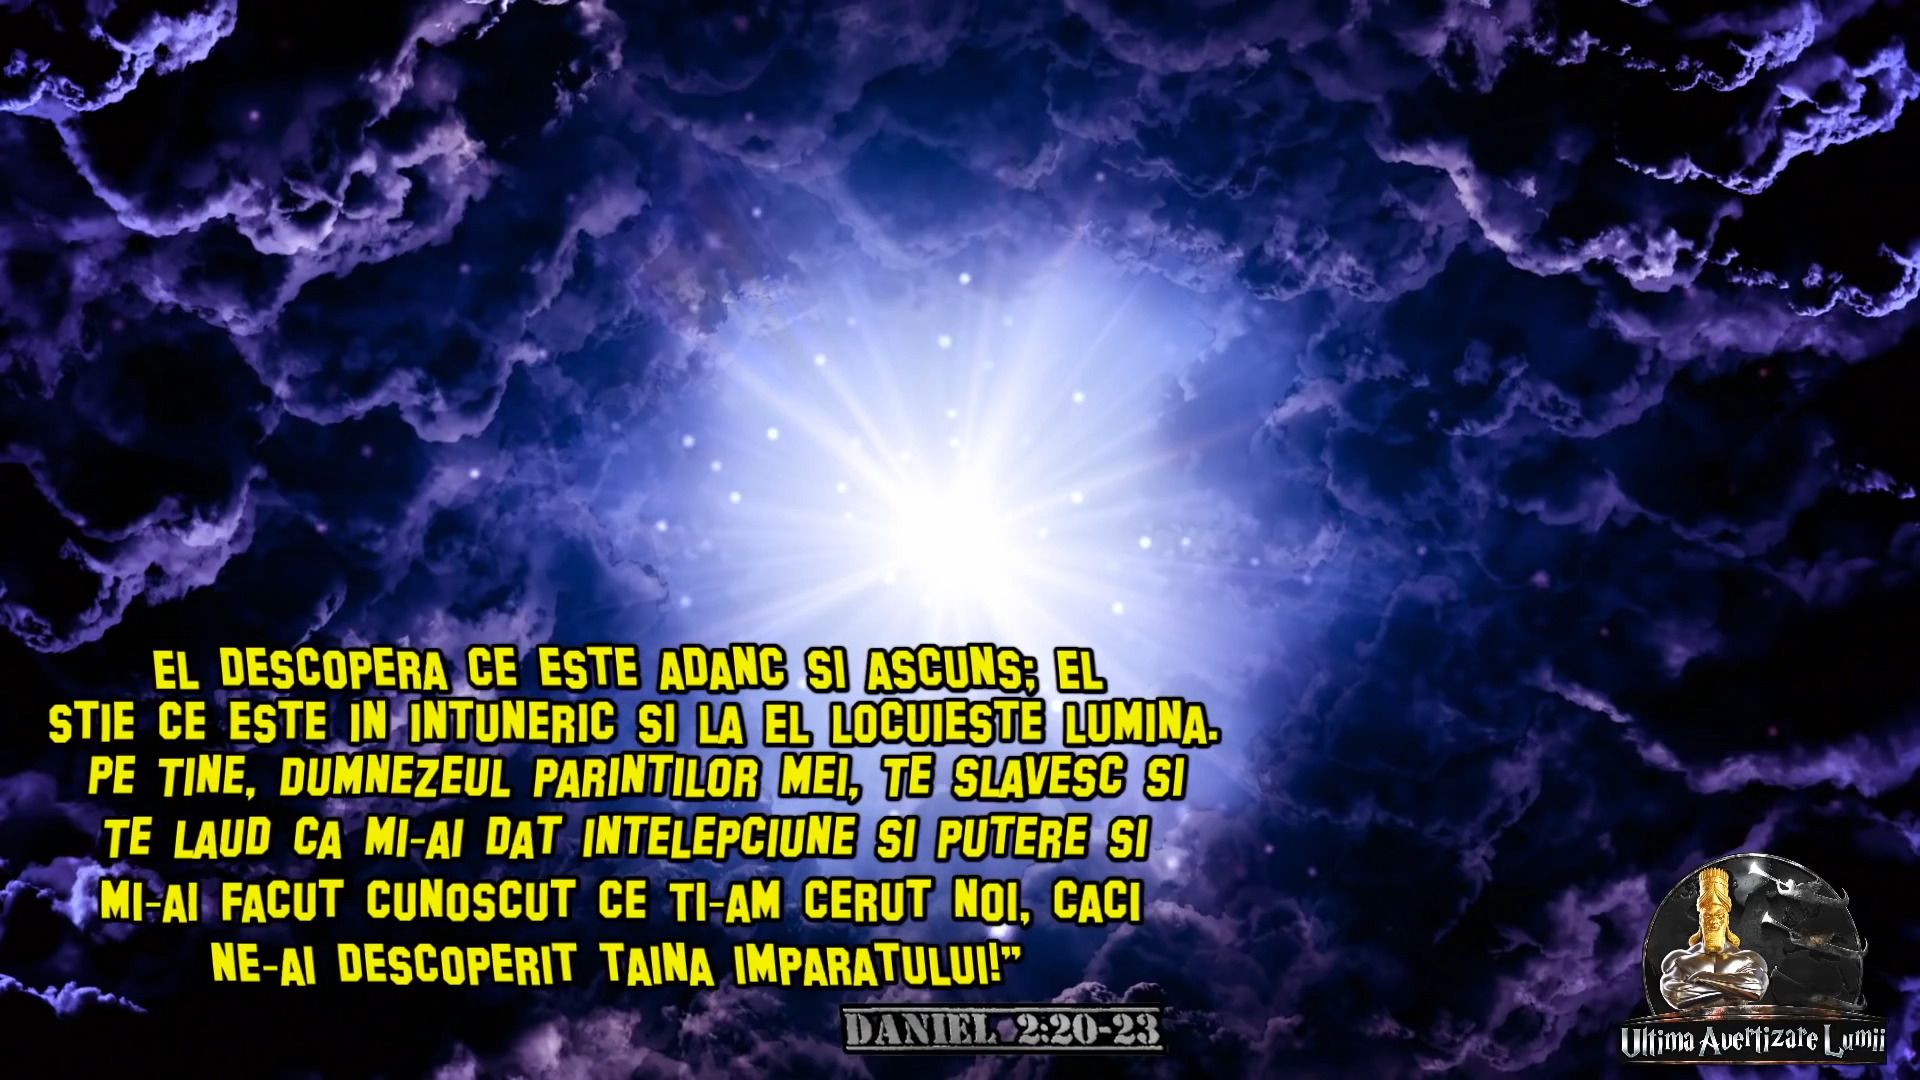 EL DESCOPERA CE ESTE ADANC SI ASCUNS; EL
STIE CE ESTE IN INTUNERIC SI LA EL LOCUIESTE LUMINA.
PE TINE, DUMNEZEUL PARINTILOR MEI, TE SLAVESC SI
TE LAUD CA MI-AI DAT INTELEPCIUNE SI PUTERE SI
MI-AI FACUT CUNOSCUT CE TI-AM CERUT NOI, CACI
NE-AI DESCOPERIT TAINA IMPARATULUI!”
DANIEL 2:20-23
Ultima Avertizare Lumii